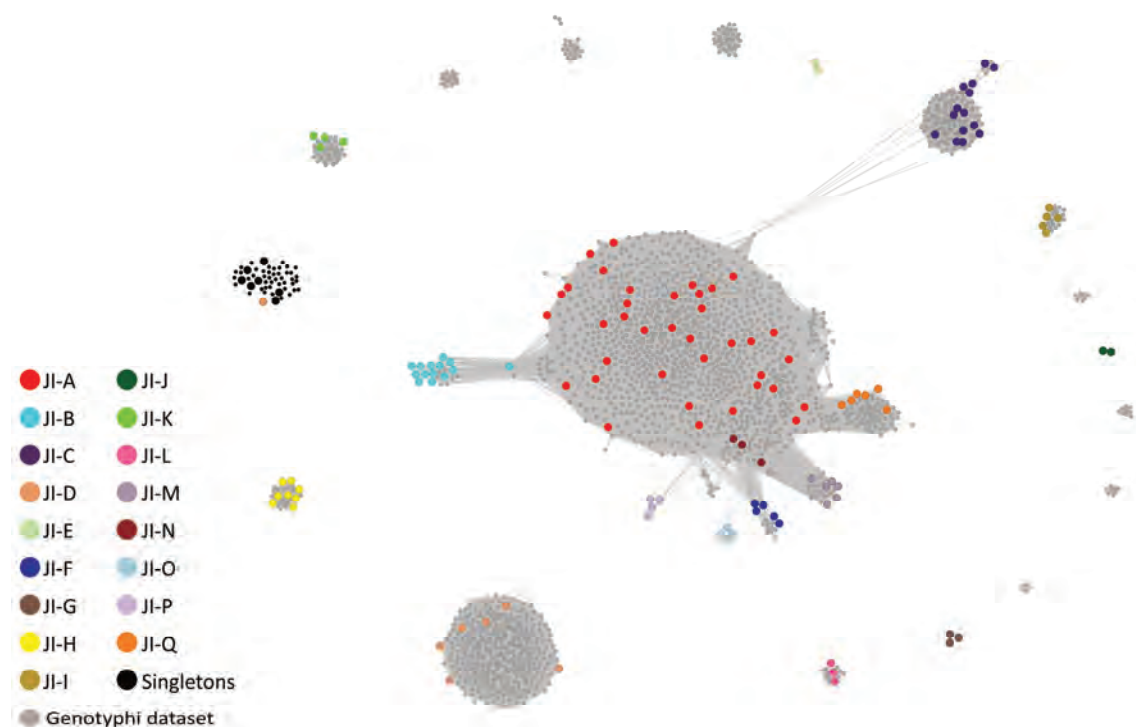 JI-A JI-J
JI-B JI-K
JI-C JI-L
JI-D JI-M
JI-E JI-N
JI-F JI-O
JI-G JI-P
JI-H JI-Q
JI-I Singletons
Genotyphi dataset